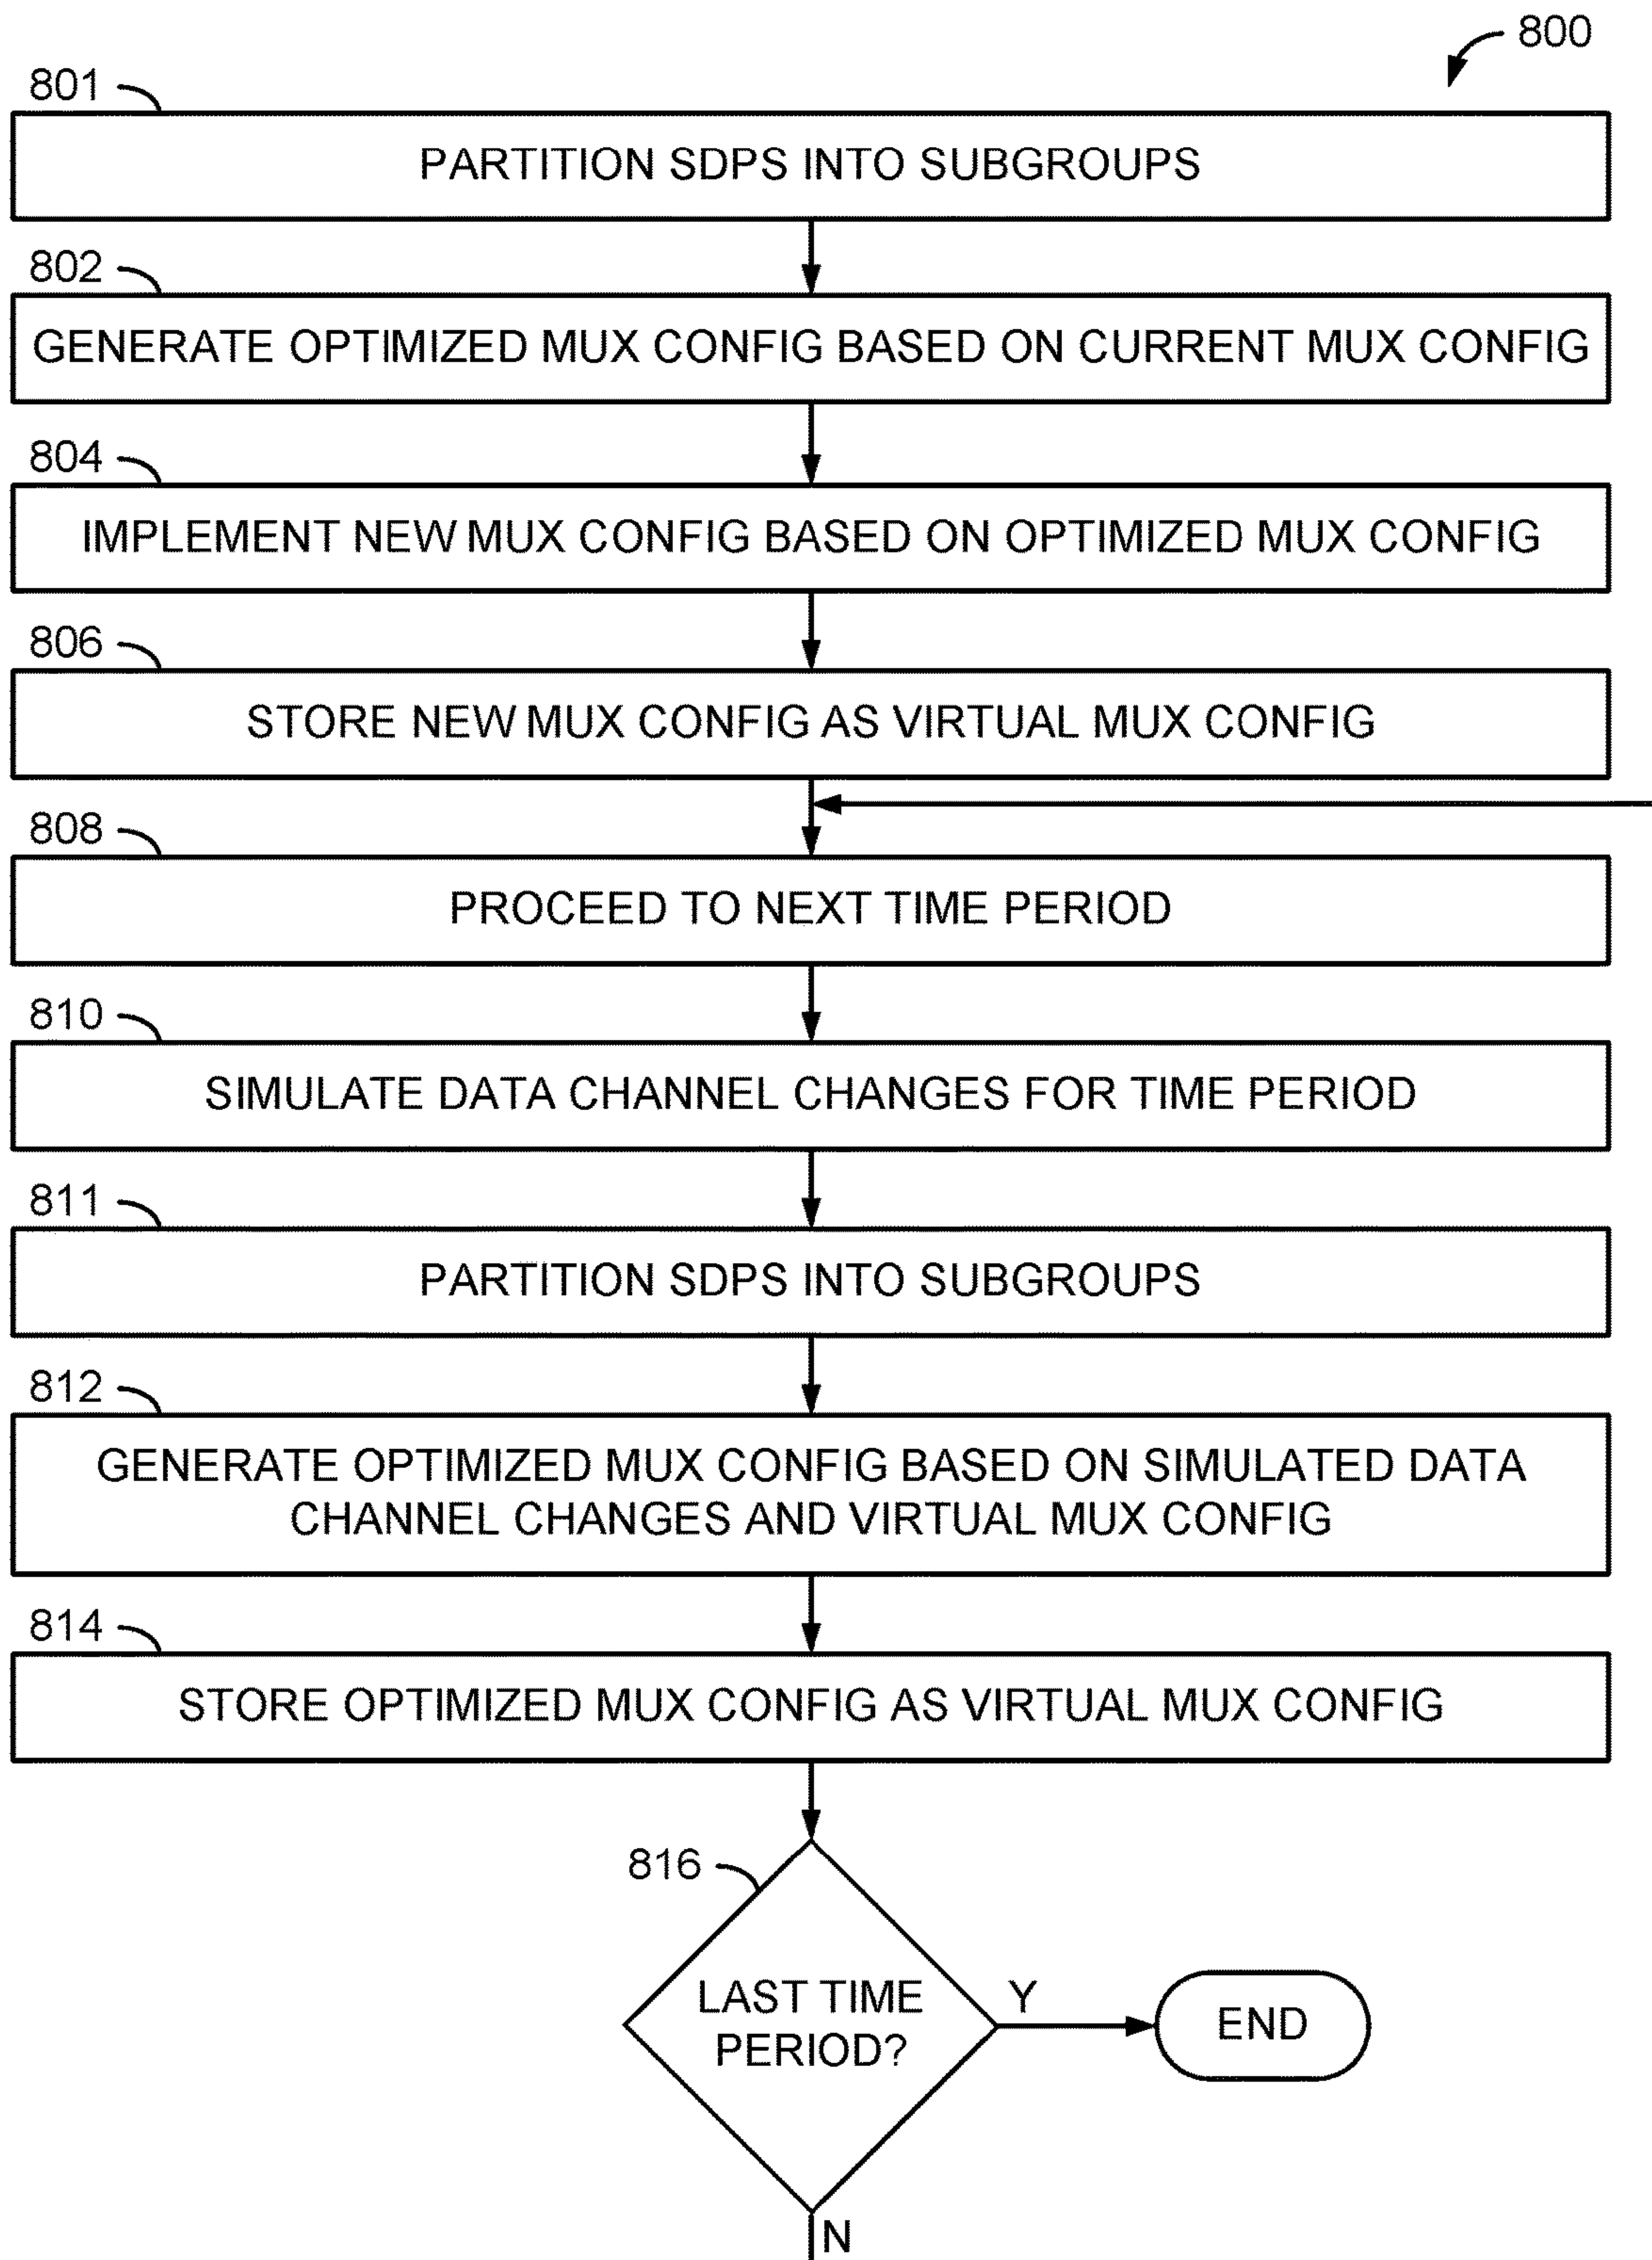 800
801
PARTITION SDPS INTO SUBGROUPS
802
GENERATE OPTIMIZED MUX CONFIG BASED ON CURRENT MUX CONFIG
804
IMPLEMENT NEW MUX CONFIG BASED ON OPTIMIZED MUX CONFIG
806
STORE NEW MUX CONFIG AS VIRTUAL MUX CONFIG
808
PROCEED TO NEXT TIME PERIOD
810
SIMULATE DATA CHANNEL CHANGES FOR TIME PERIOD
811
PARTITION SDPS INTO SUBGROUPS
812
GENERATE OPTIMIZED MUX CONFIG BASED ON SIMULATED DATA
CHANNEL CHANGES AND VIRTUAL MUX CONFIG
814
STORE OPTIMIZED MUX CONFIG AS VIRTUAL MUX CONFIG
816
LAST TIME
PERIOD?
Y
END
N